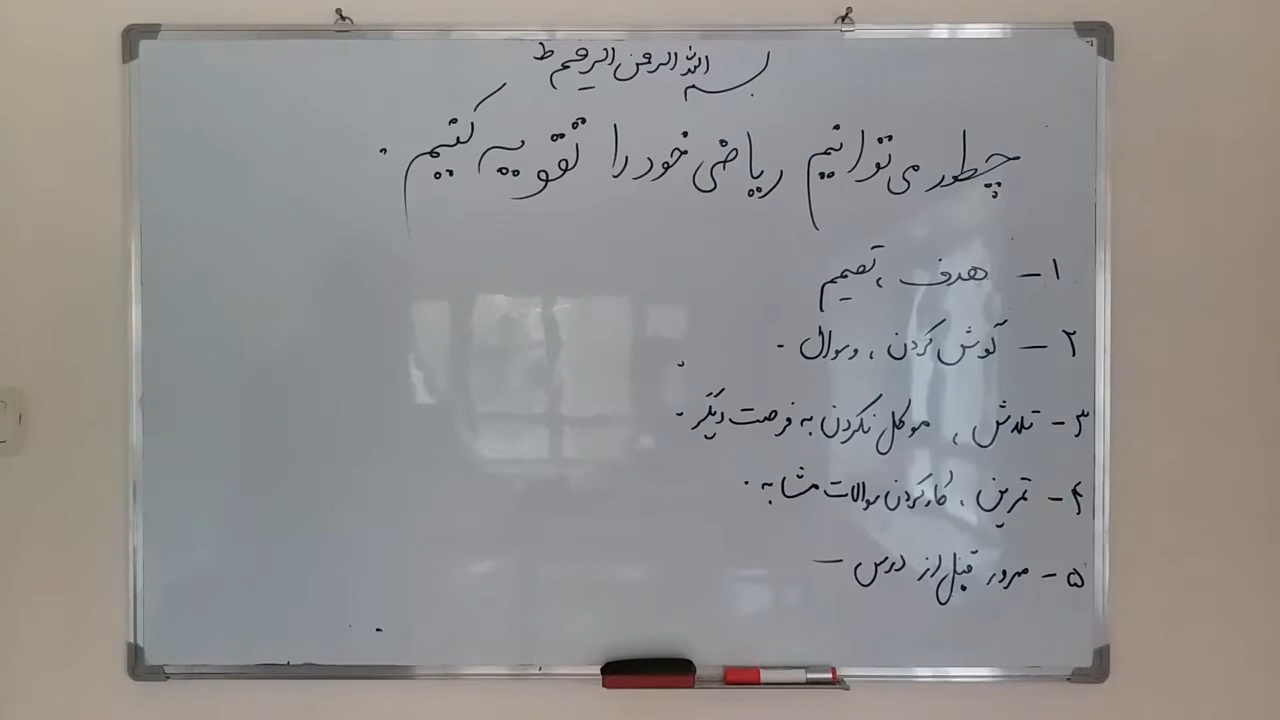 بسم الله الرحمن الرحیم ط
چطور می توانیم ریاضی خود را تقویه کنیم .
۱ – هدف ، تصمیم
۲ – گوش کردن ، و سوال -
۳ – تلاش ، موکل نکردن به فرصت دیگر -
۴ – تمرین ، کار کردن سوالات مشابه .
۵ – مرور قبل از درس –